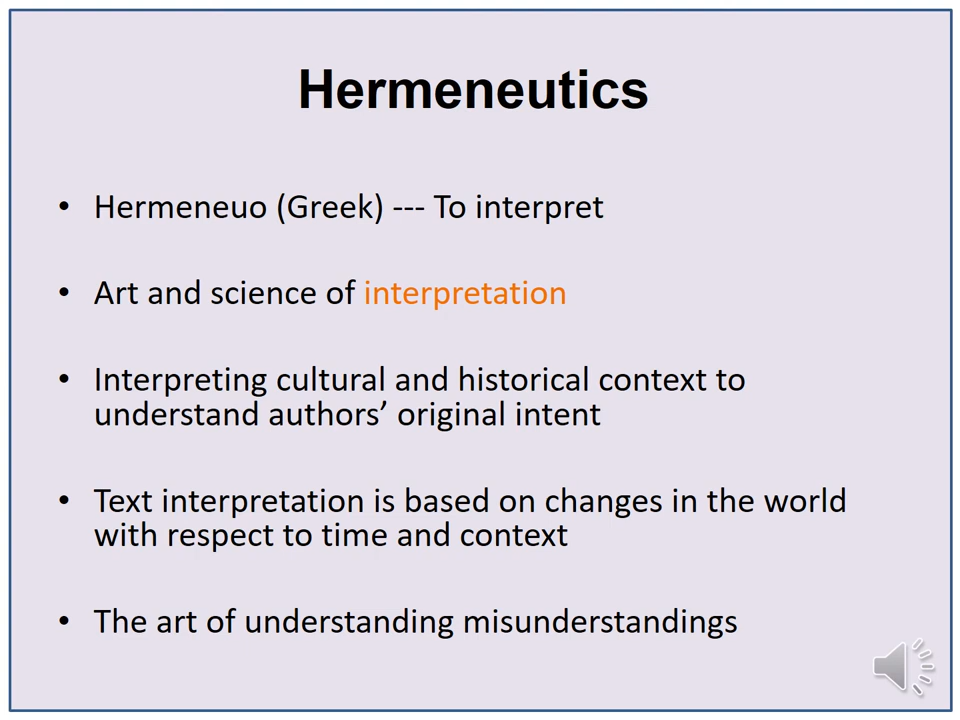 Hermeneutics
• Hermeneuo (Greek) --- To interpret
• Art and science of interpretation
• Interpreting cultural and historical context to
understand authors’ original intent
• Text interpretation is based on changes in the world
with respect to time and context
• The art of understanding misunderstandings